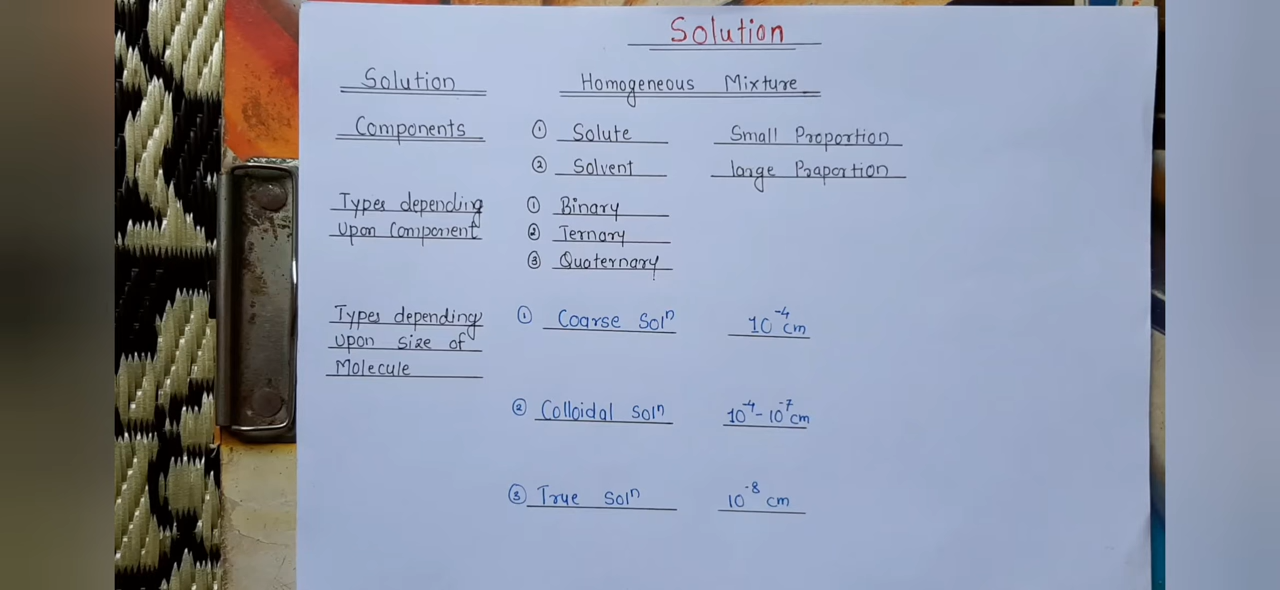 Solution
Solution Homogeneous Mixture
Components ① Solute Small Proportion
② Solvent large Praportion
Types depending ① Binary
upon component ② Ternary
③ Quaternary
Types depending ① Coarse Solⁿ 10⁻⁴ cm
upon size of
Molecule
② Colloidal Solⁿ 10⁻⁴ - 10⁻⁷ cm
③ True Solⁿ 10⁻⁸ cm